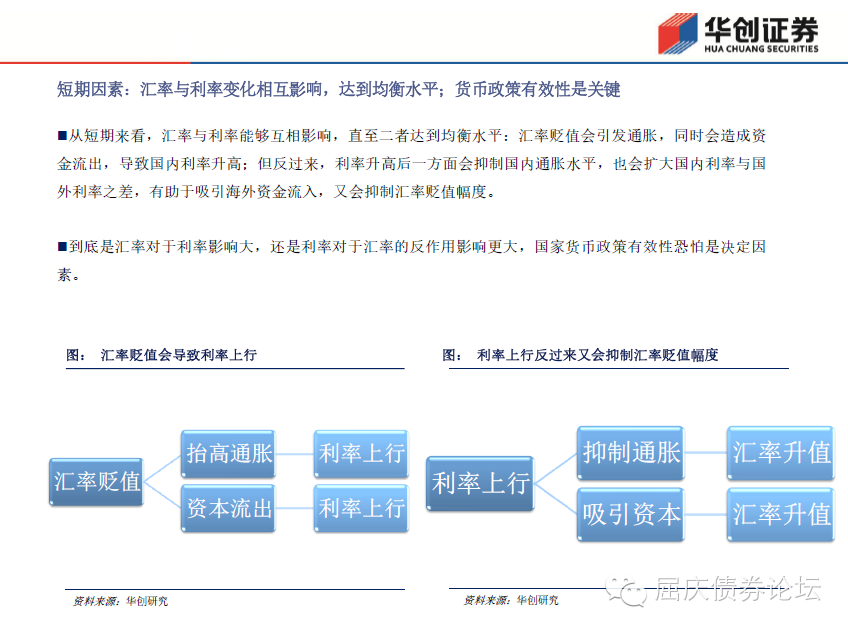 华创证券
HUA CHUANG SECURITIES
短期因素：汇率与利率变化相互影响，达到均衡水平；货币政策有效性是关键
■从短期来看，汇率与利率能够互相影响，直至二者达到均衡水平：汇率贬值会引发通胀，同时会造成资
金流出，导致国内利率升高；但反过来，利率升高后一方面会抑制国内通胀水平，也会扩大国内利率与国
外利率之差，有助于吸引海外资金流入，又会抑制汇率贬值幅度。
■到底是汇率对于利率影响大，还是利率对于汇率的反作用影响更大，国家货币政策有效性恐怕是决定因
素。
图： 汇率贬值会导致利率上行
汇率贬值
抬高通胀
利率上行
资本流出
利率上行
资料来源：华创研究
图： 利率上行反过来又会抑制汇率贬值幅度
利率上行
抑制通胀
汇率升值
吸引资本
汇率升值
资料来源：华创研究
屈庆债券论坛